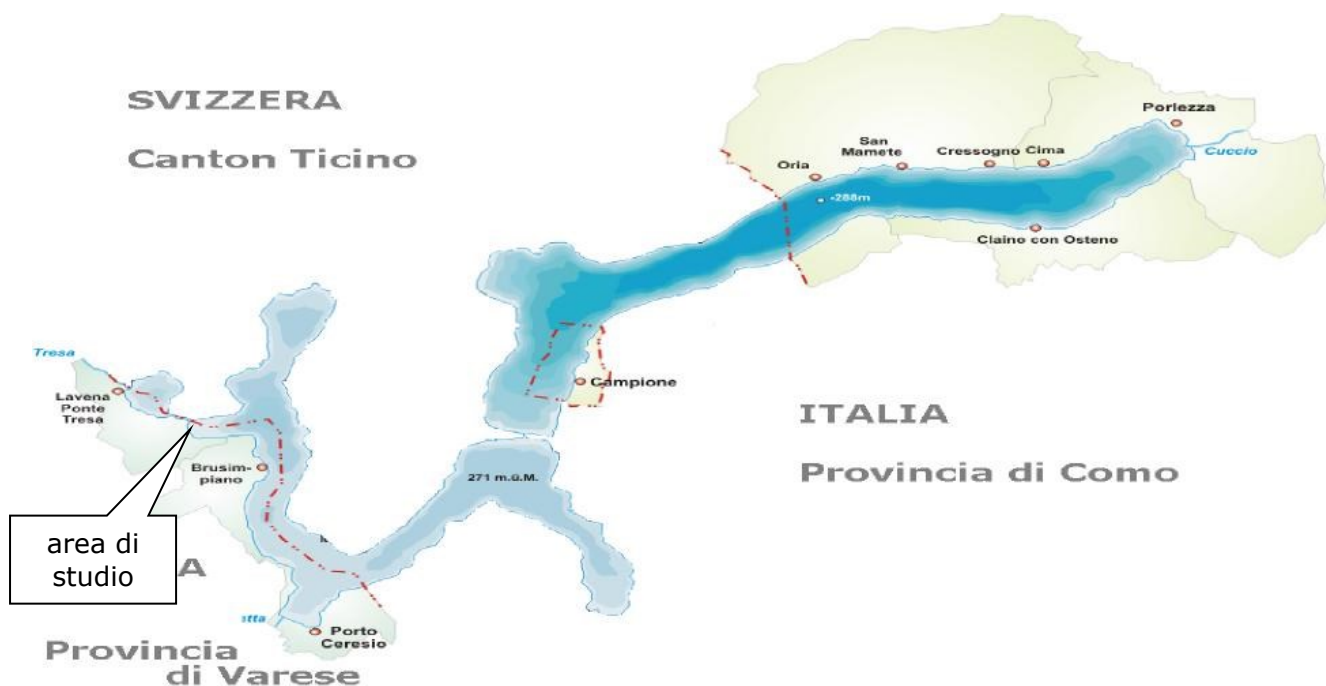 SVIZZERA
Canton Ticino
Porlezza
San
Mamete
Cressogno
Cima
Cuccio
Oria
-288m
Claino con Osteno
Tresa
Lavena
Ponte
Tresa
Campione
ITALIA
Provincia di Como
Brusim-
piano
271 m.ü.M.
area di
studio
A
tta
Porto
Ceresio
Provincia
di Varese